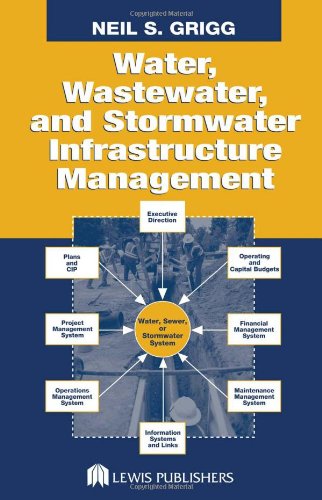 NEIL S. GRIGG
Water,
Wastewater,
and Stormwater
Infrastructure
Management
Executive
Direction
Plans
and
CIP
Operating
and
Capital Budgets
Project
Management
System
Water, Sewer,
or
Stormwater
System
Financial
Management
System
Operations
Management
System
Maintenance
Management
System
Information
Systems
and Links
LEWIS PUBLISHERS